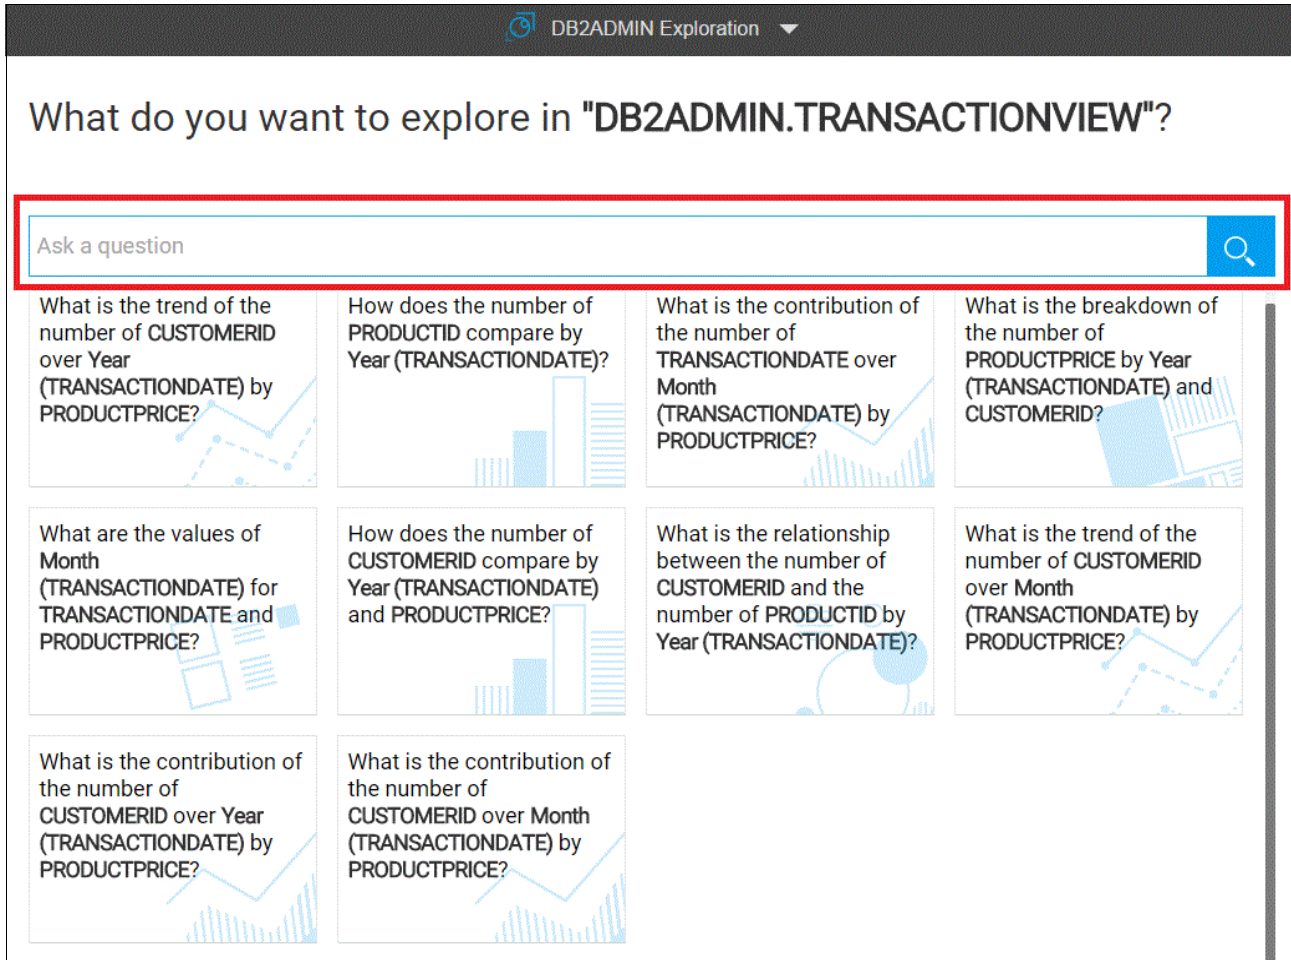 DB2ADMIN Exploration
What do you want to explore in "DB2ADMIN.TRANSACTIONVIEW"?
Ask a question
What is the trend of the
number of CUSTOMERID
over Year
(TRANSACTIONDATE) by
PRODUCTPRICE?
How does the number of
PRODUCTID compare by
Year (TRANSACTIONDATE)?
What is the contribution of
the number of
TRANSACTIONDATE over
Month
(TRANSACTIONDATE) by
PRODUCTPRICE?
What is the breakdown of
the number of
PRODUCTPRICE by Year
(TRANSACTIONDATE) and
CUSTOMERID?
What are the values of
Month
(TRANSACTIONDATE) for
TRANSACTIONDATE and
PRODUCTPRICE?
How does the number of
CUSTOMERID compare by
Year (TRANSACTIONDATE)
and PRODUCTPRICE?
What is the relationship
between the number of
CUSTOMERID and the
number of PRODUCTID by
Year (TRANSACTIONDATE)?
What is the trend of the
number of CUSTOMERID
over Month
(TRANSACTIONDATE) by
PRODUCTPRICE?
What is the contribution of
the number of
CUSTOMERID over Year
(TRANSACTIONDATE) by
PRODUCTPRICE?
What is the contribution of
the number of
CUSTOMERID over Month
(TRANSACTIONDATE) by
PRODUCTPRICE?